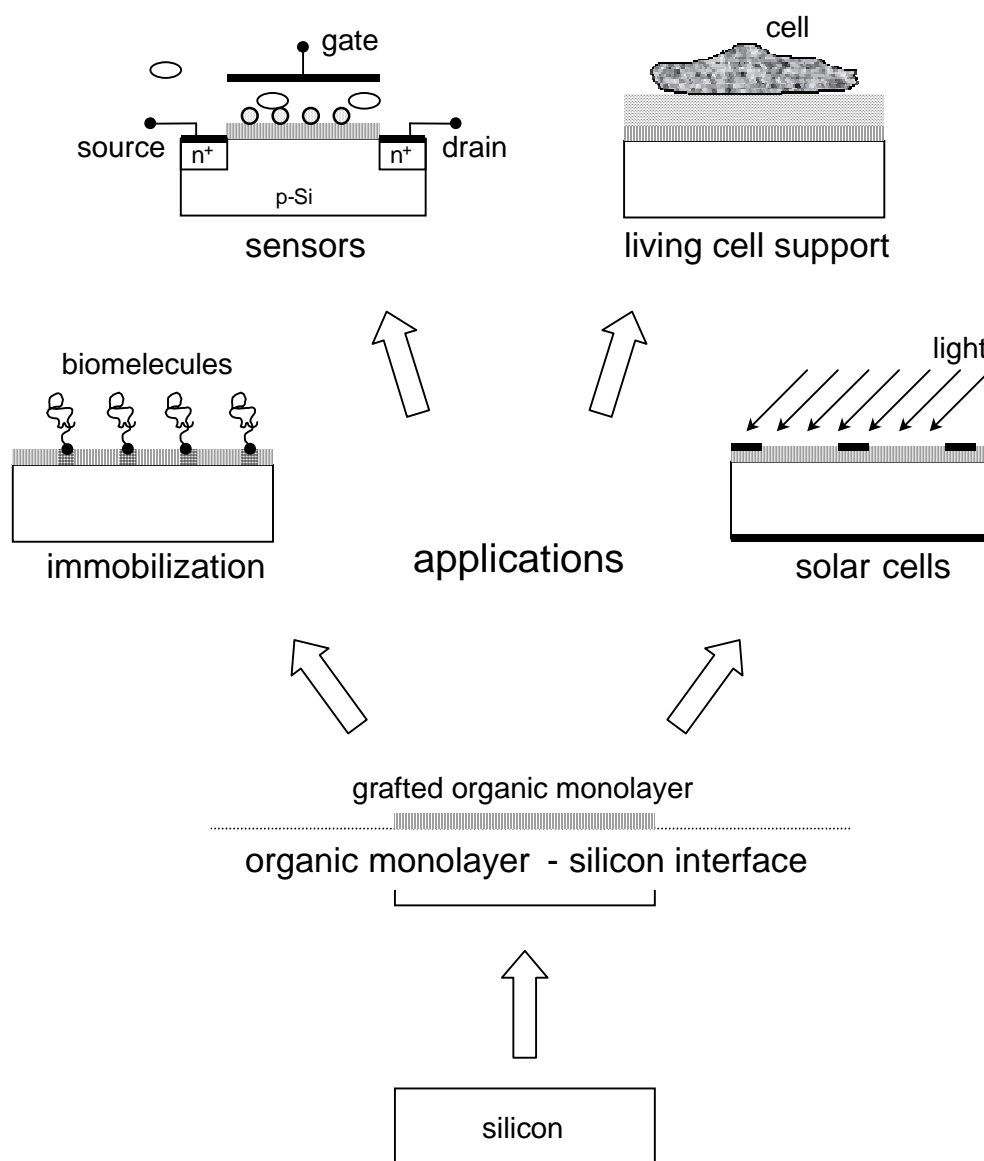 gate
source
n⁺
n⁺
drain
p-Si
sensors
cell
living cell support
biomelecules
immobilization
light
solar cells
applications
grafted organic monolayer
organic monolayer - silicon interface
silicon